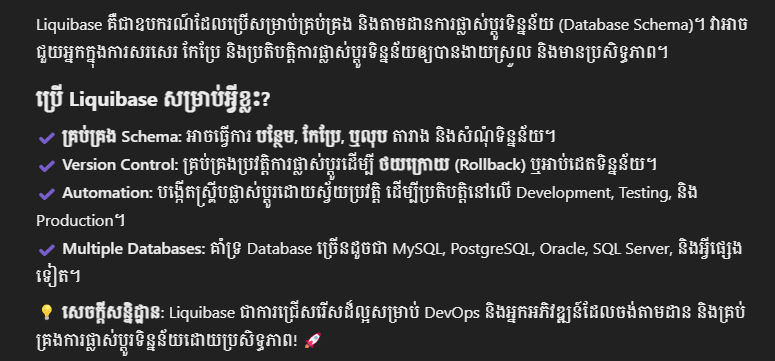 Liquibase គឺជាឧបករណ៍ដែលប្រើសម្រាប់គ្រប់គ្រង និងតាមដានការផ្លាស់ប្តូរទិន្នន័យ (Database Schema)។ វាអាច
ជួយអ្នកក្នុងការសរសេរ កែប្រែ និងប្រតិបត្តិការផ្លាស់ប្តូរទិន្នន័យឲ្យបានងាយស្រួល និងមានប្រសិទ្ធភាព។
ប្រើ Liquibase សម្រាប់អ្វីខ្លះ?
✔ គ្រប់គ្រង Schema: អាចធ្វើការ បន្ថែម, កែប្រែ, ឬលុប តារាង និងសំណុំទិន្នន័យ។
✔ Version Control: គ្រប់គ្រងប្រវត្តិការផ្លាស់ប្តូរដើម្បី ថយក្រោយ (Rollback) ឬអាប់ដេតទិន្នន័យ។
✔ Automation: បង្កើតស្គ្រីបផ្លាស់ប្តូរដោយស្វ័យប្រវត្តិ ដើម្បីប្រតិបត្តិនៅលើ Development, Testing, និង
Production។
✔ Multiple Databases: គាំទ្រ Database ច្រើនដូចជា MySQL, PostgreSQL, Oracle, SQL Server, និងអ្វីផ្សេង
ទៀត។
💡 សេចក្តីសន្និដ្ឋាន: Liquibase ជាការជ្រើសរើសដ៏ល្អសម្រាប់ DevOps និងអ្នកអភិវឌ្ឍន៍ដែលចង់តាមដាន និងគ្រប់
គ្រងការផ្លាស់ប្តូរទិន្នន័យដោយប្រសិទ្ធភាព! 🚀